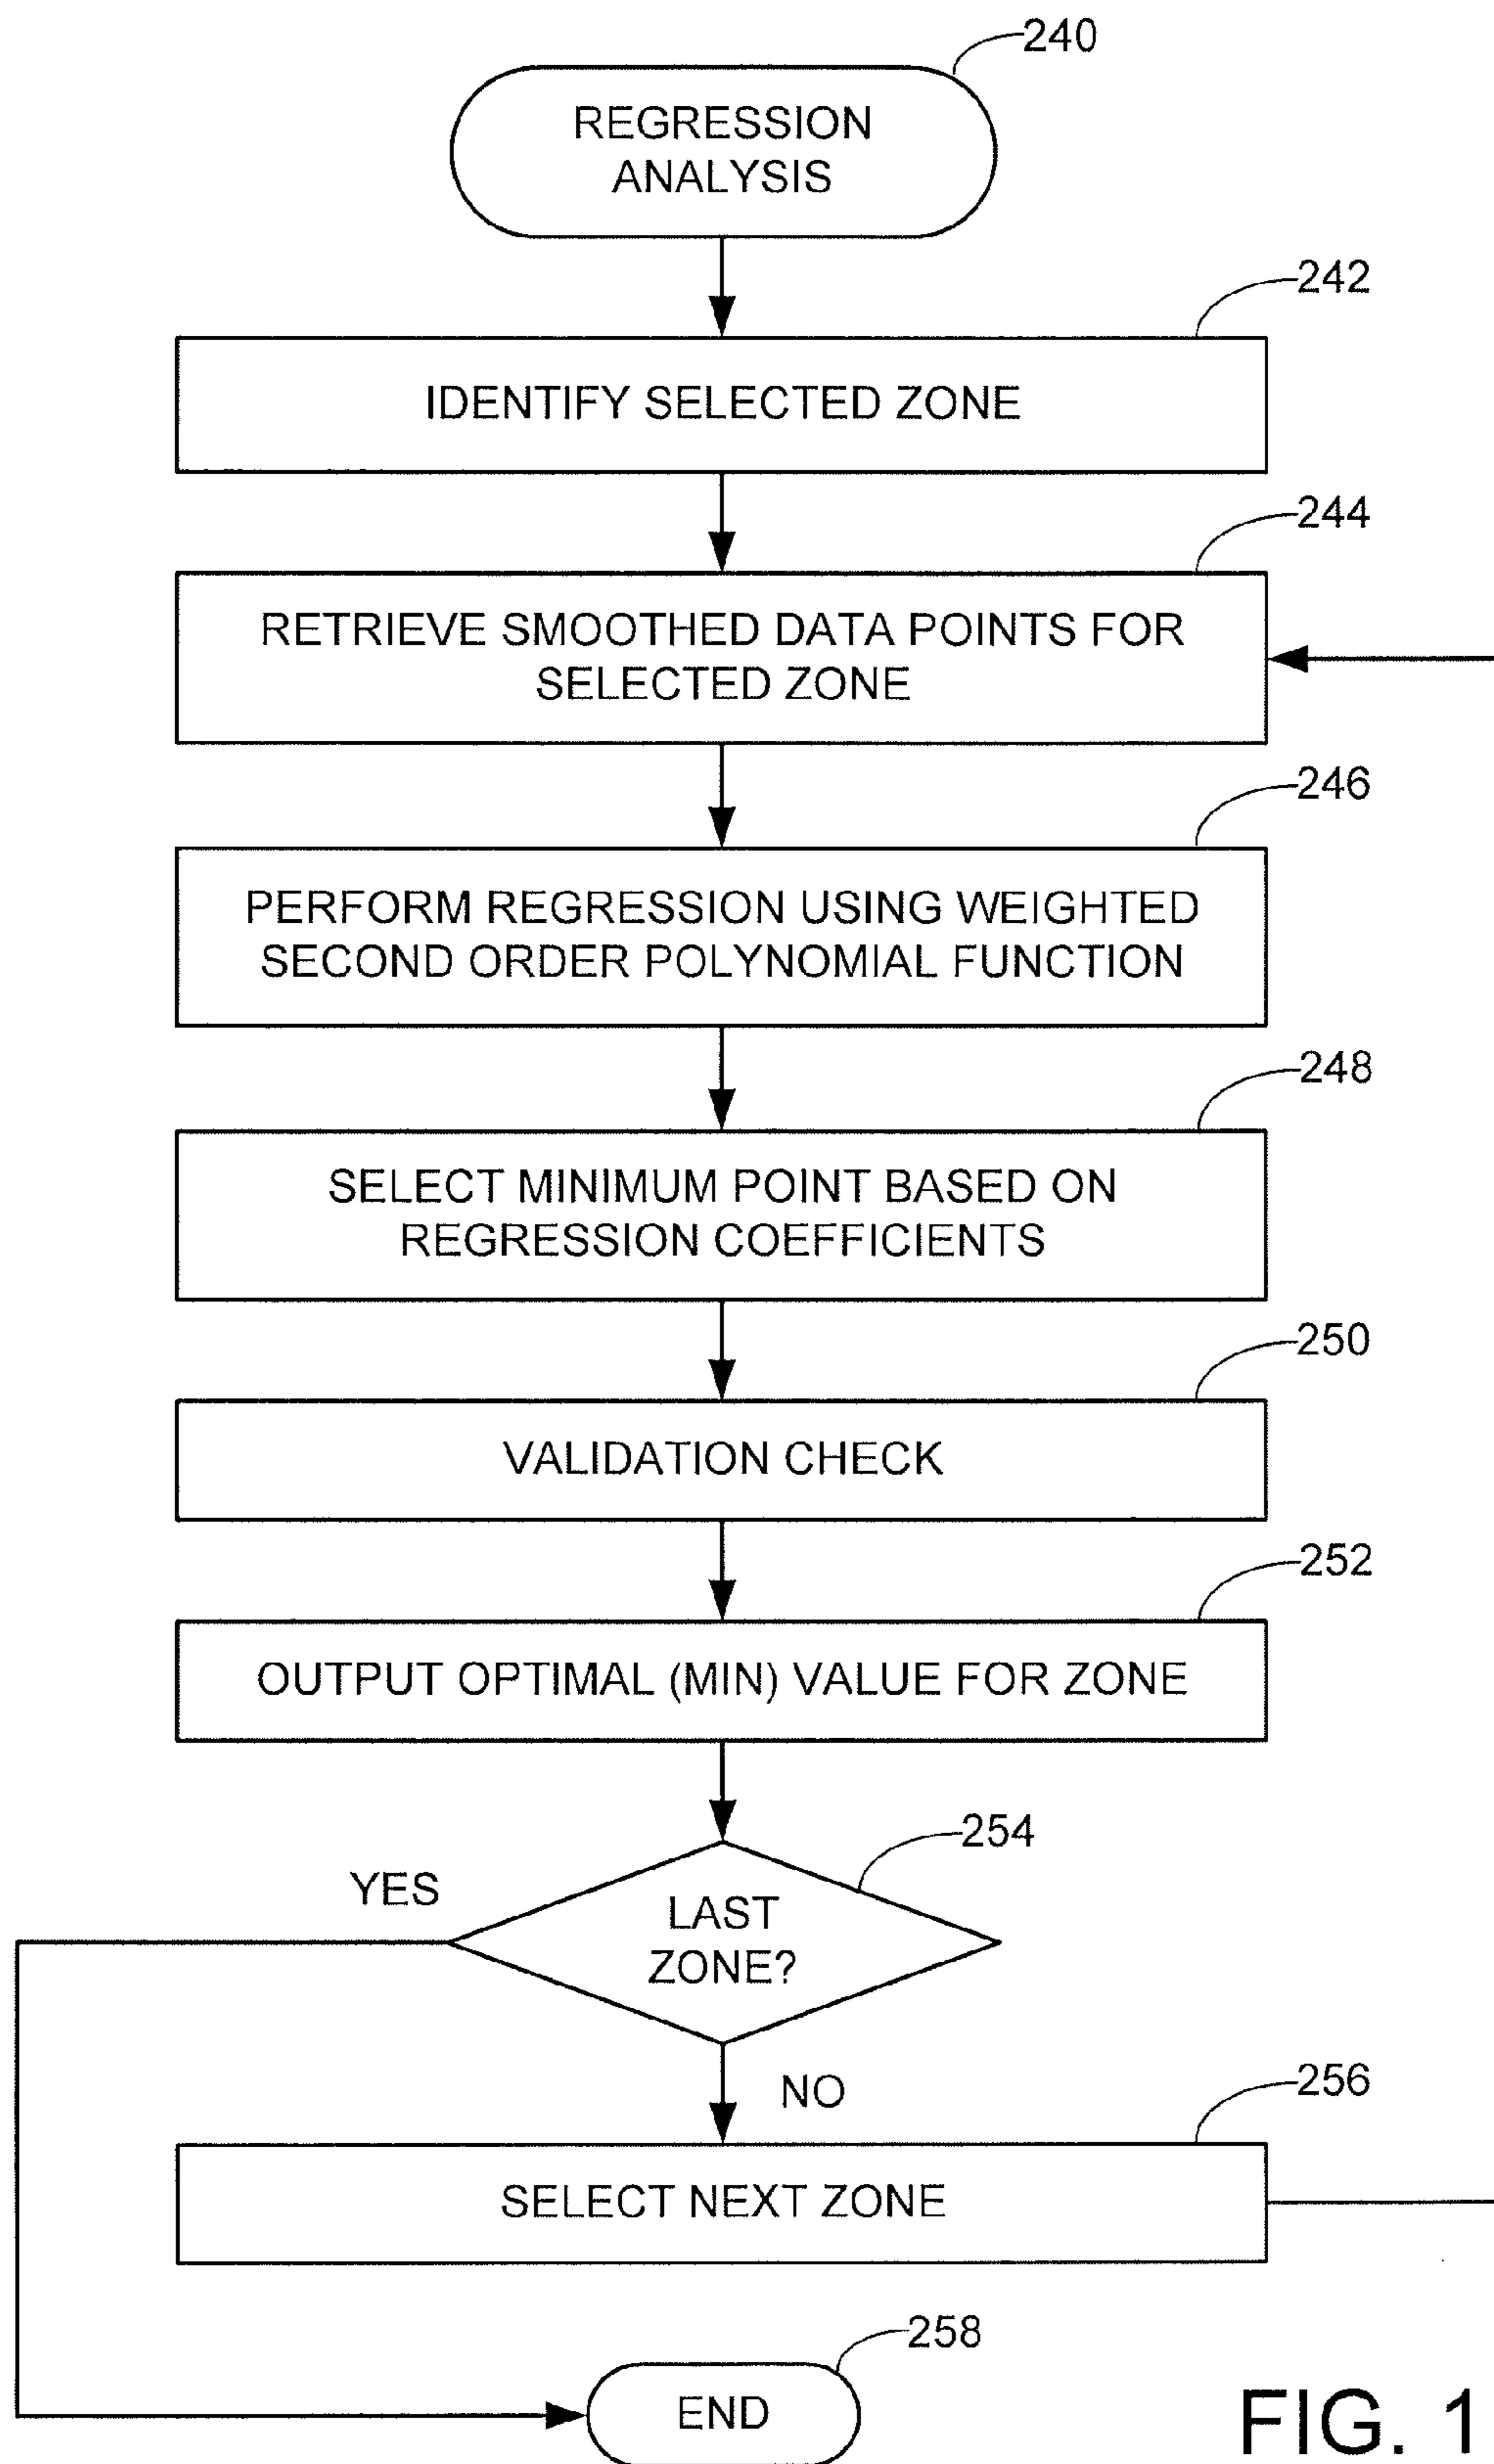 240
REGRESSION
ANALYSIS
242
IDENTIFY SELECTED ZONE
244
RETRIEVE SMOOTHED DATA POINTS FOR
SELECTED ZONE
246
PERFORM REGRESSION USING WEIGHTED
SECOND ORDER POLYNOMIAL FUNCTION
248
SELECT MINIMUM POINT BASED ON
REGRESSION COEFFICIENTS
250
VALIDATION CHECK
252
OUTPUT OPTIMAL (MIN) VALUE FOR ZONE
254
YES
LAST
ZONE?
NO
256
SELECT NEXT ZONE
258
END
FIG. 1